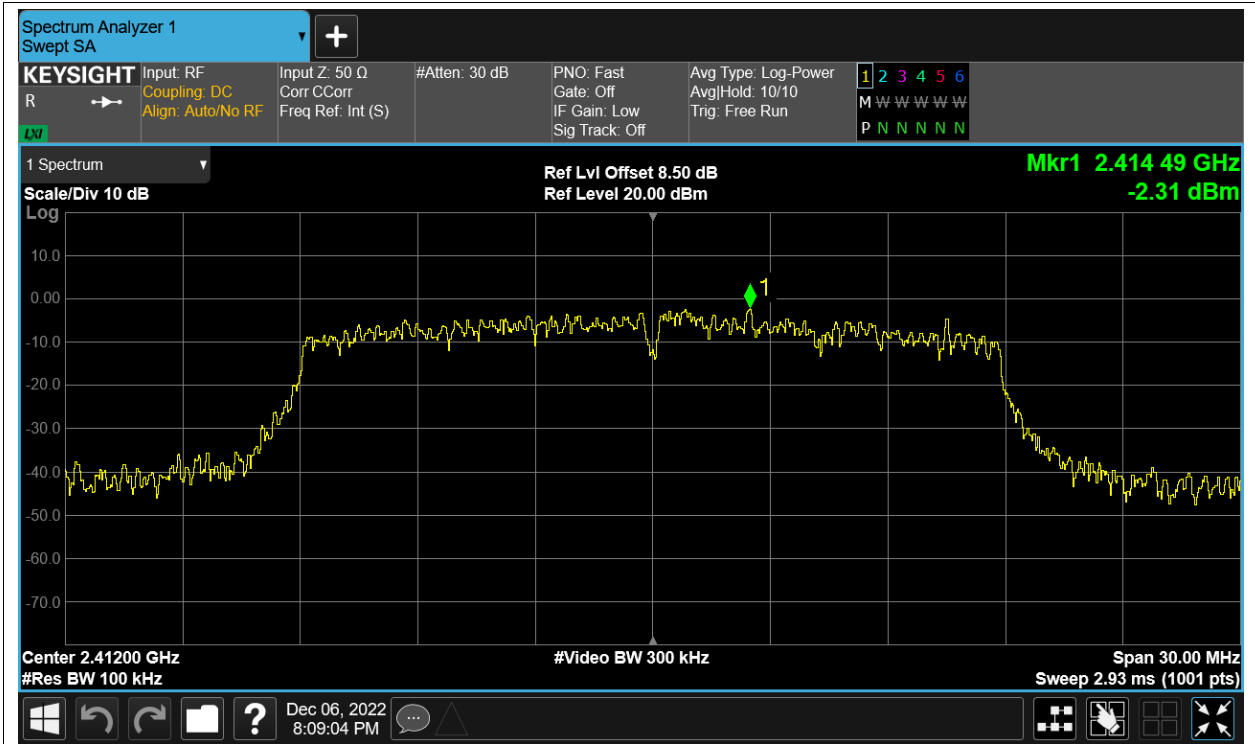 Spectrum Analyzer 1
Swept SA
+
KEYSIGHT
R
LXI
Input: RF
Coupling: DC
Align: Auto/No RF
Input Z: 50 Ω
Corr CCorr
Freq Ref: Int (S)
#Atten: 30 dB
PNO: Fast
Gate: Off
IF Gain: Low
Sig Track: Off
Avg Type: Log-Power
Avg|Hold: 10/10
Trig: Free Run
1 2 3 4 5 6
M W W W W W
P N N N N N
1 Spectrum
Scale/Div 10 dB
Log
Ref Lvl Offset 8.50 dB
Ref Level 20.00 dBm
Mkr1 2.414 49 GHz
-2.31 dBm
10.0
0.00
-10.0
-20.0
-30.0
-40.0
-50.0
-60.0
-70.0
1
Center 2.41200 GHz
#Res BW 100 kHz
#Video BW 300 kHz
Span 30.00 MHz
Sweep 2.93 ms (1001 pts)
?
Dec 06, 2022
8:09:04 PM